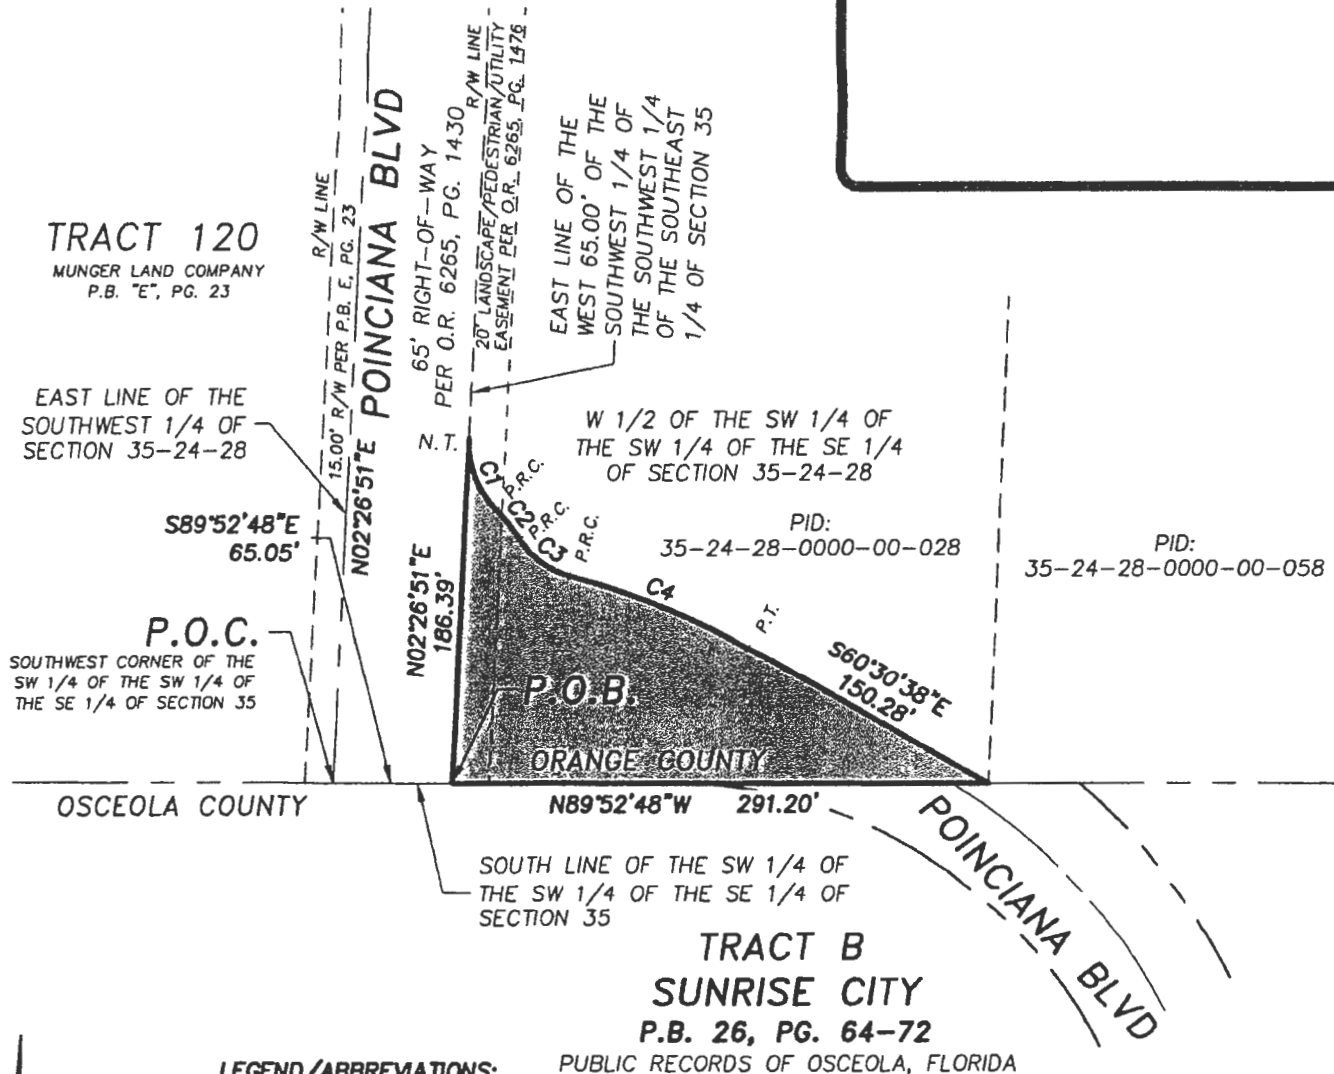 TRACT 120
MUNGER LAND COMPANY
P.B. "E", PG. 23
R/W LINE
15.00' R/W PER P.B. E, PG. 23
POINCIANA BLVD
N02°26'51"E
65' RIGHT-OF-WAY
PER O.R. 6265, PG. 1430
R/W LINE
20' LANDSCAPE/PEDESTRIAN/UTILITY
EASEMENT PER O.R. 6265, PG. 1476
EAST LINE OF THE
WEST 65.00' OF THE
SOUTHWEST 1/4 OF
THE SOUTHWEST 1/4
OF THE SOUTHEAST
1/4 OF SECTION 35
EAST LINE OF THE
SOUTHWEST 1/4 OF
SECTION 35-24-28
N.T.
W 1/2 OF THE SW 1/4 OF
THE SW 1/4 OF THE SE 1/4
OF SECTION 35-24-28
C1
P.R.C.
C2
P.R.C.
C3
P.R.C.
C4
P.T.
PID:
35-24-28-0000-00-028
PID:
35-24-28-0000-00-058
S89°52'48"E
65.05'
N02°26'51"E
186.39'
S60°30'38"E
150.28'
P.O.C.
SOUTHWEST CORNER OF THE
SW 1/4 OF THE SW 1/4 OF
THE SE 1/4 OF SECTION 35
P.O.B.
ORANGE COUNTY
OSCEOLA COUNTY
N89°52'48"W 291.20'
POINCIANA BLVD
SOUTH LINE OF THE SW 1/4 OF
THE SW 1/4 OF THE SE 1/4 OF
SECTION 35
TRACT B
SUNRISE CITY
P.B. 26, PG. 64-72
PUBLIC RECORDS OF OSCEOLA, FLORIDA
LEGEND/ABBREVIATIONS: